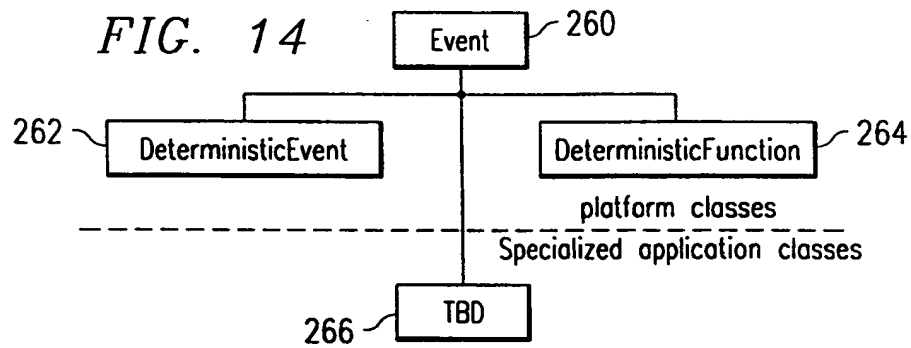 FIG. 14
Event
260
262
DeterministicEvent
DeterministicFunction
264
platform classes
Specialized application classes
TBD
266